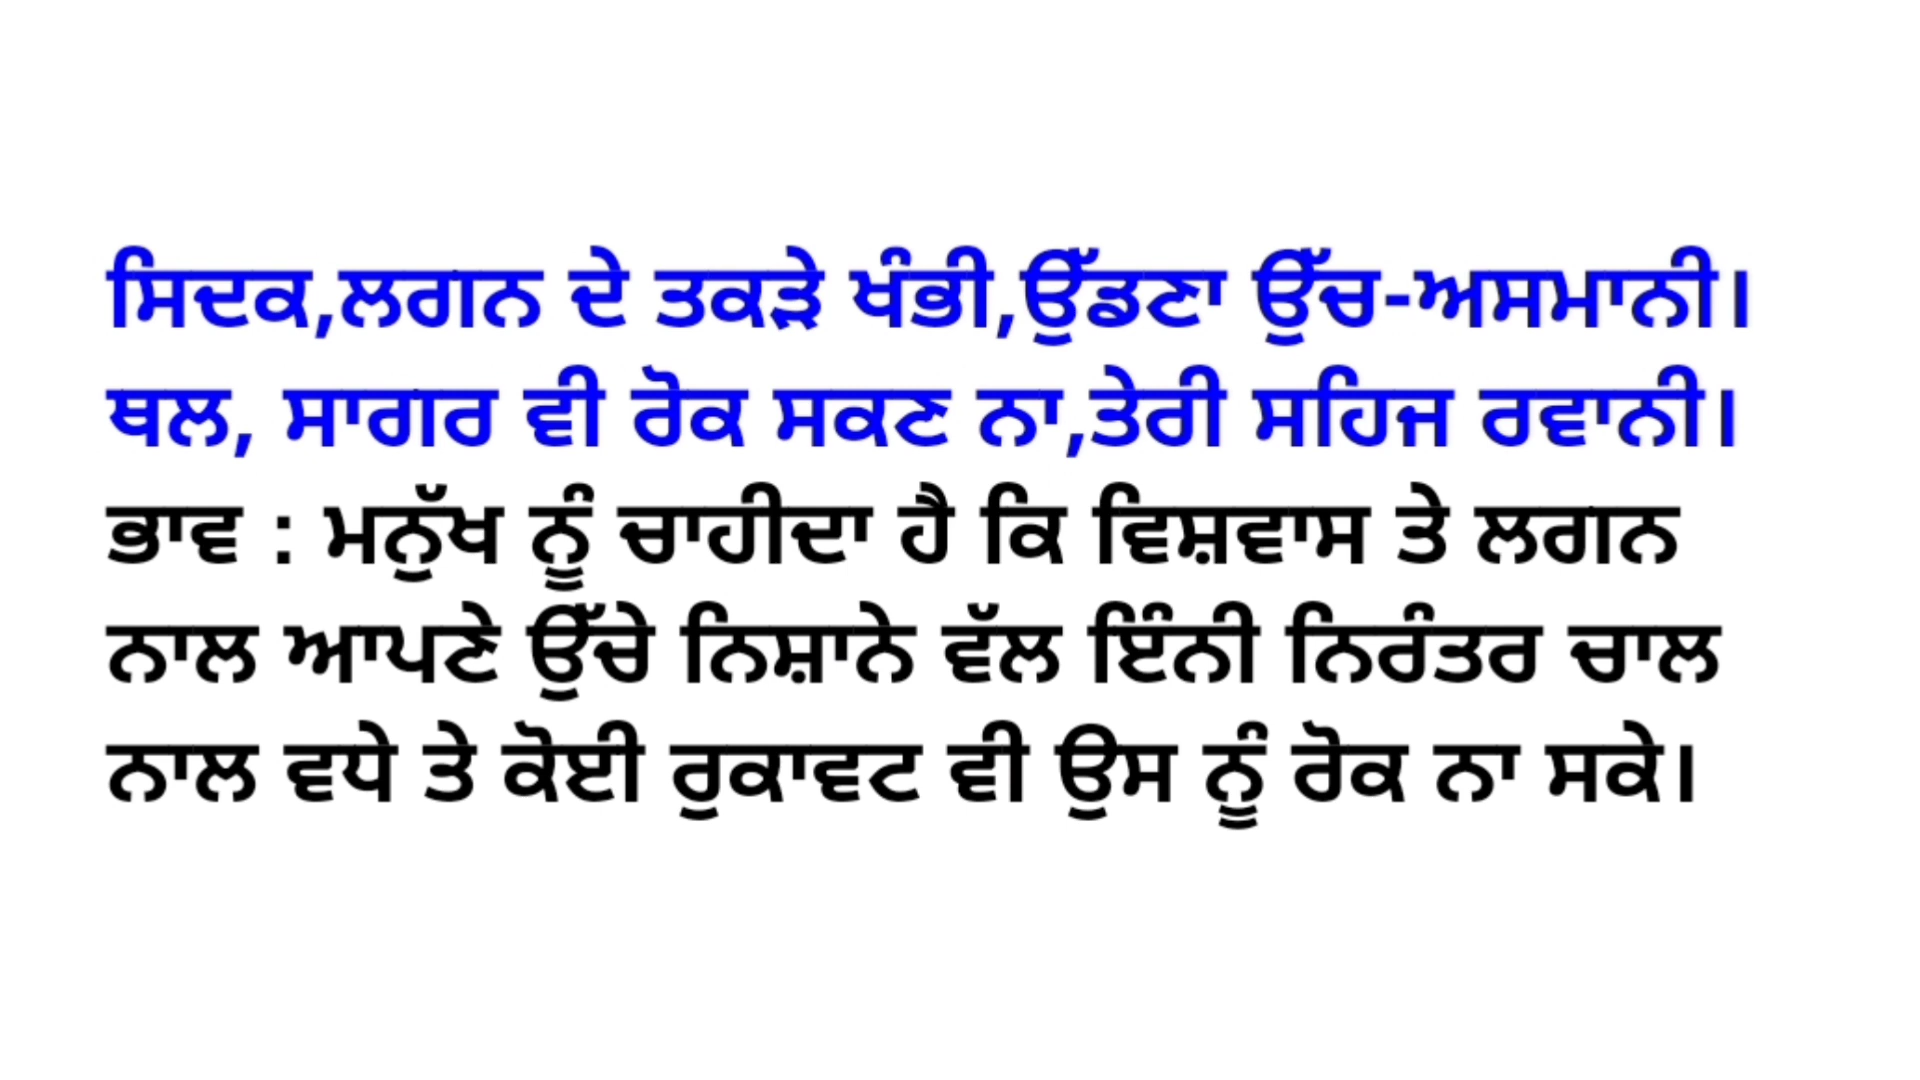 ਸਿਦਕ,ਲਗਨ ਦੇ ਤਕੜੇ ਖੰਭੀ,ਉੱਡਣਾ ਉੱਚ-ਅਸਮਾਨੀ।
ਥਲ, ਸਾਗਰ ਵੀ ਰੋਕ ਸਕਣ ਨਾ,ਤੇਰੀ ਸਹਿਜ ਰਵਾਨੀ।
ਭਾਵ : ਮਨੁੱਖ ਨੂੰ ਚਾਹੀਦਾ ਹੈ ਕਿ ਵਿਸ਼ਵਾਸ ਤੇ ਲਗਨ
ਨਾਲ ਆਪਣੇ ਉੱਚੇ ਨਿਸ਼ਾਨੇ ਵੱਲ ਇੰਨੀ ਨਿਰੰਤਰ ਚਾਲ
ਨਾਲ ਵਧੇ ਤੇ ਕੋਈ ਰੁਕਾਵਟ ਵੀ ਉਸ ਨੂੰ ਰੋਕ ਨਾ ਸਕੇ।